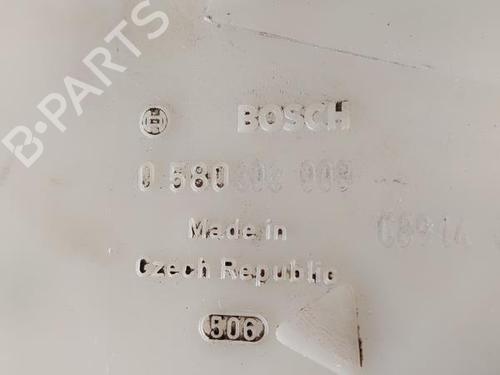 B-PARTS
BOSCH
0 580
Made in
Czech Republic
506